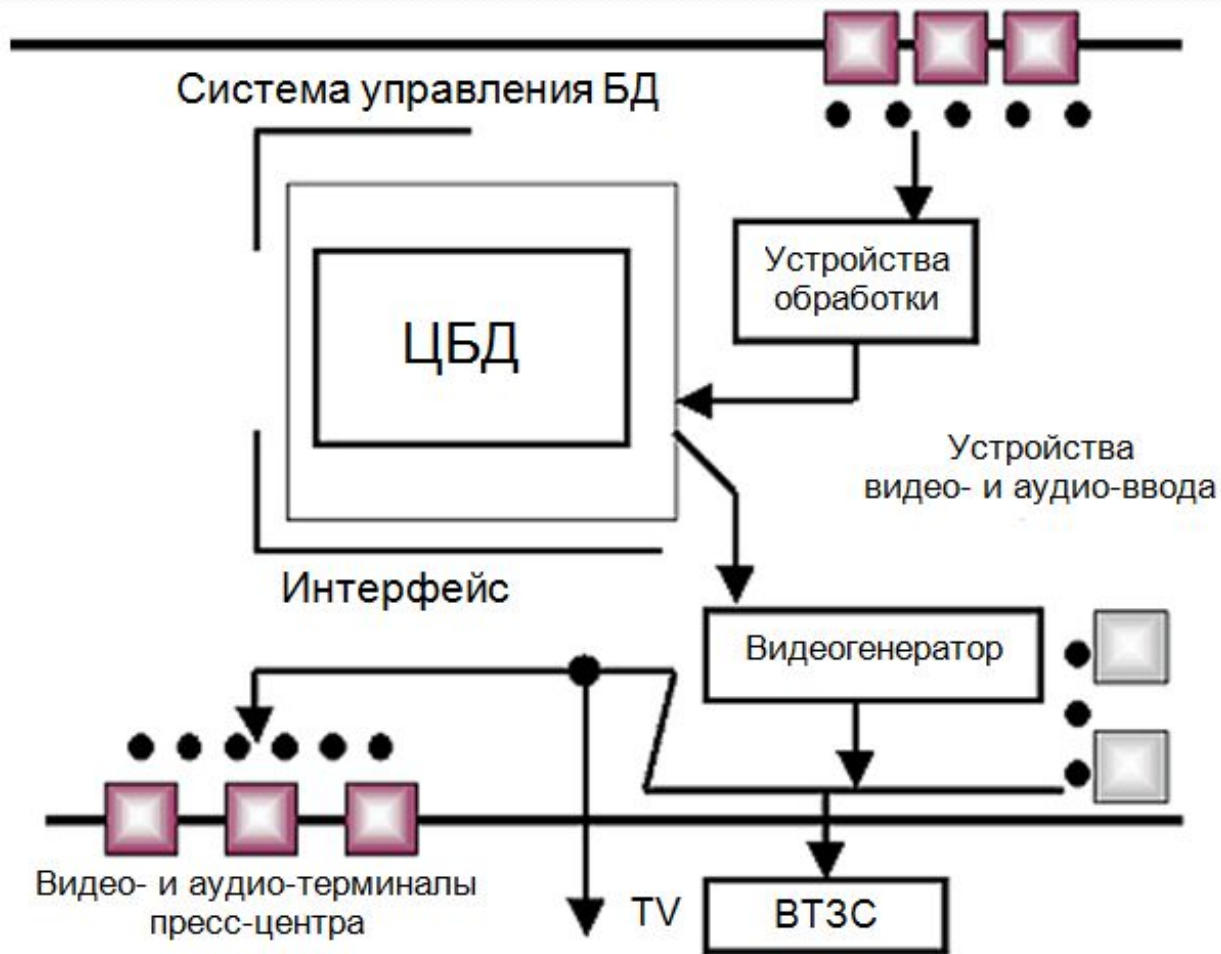 Система управления БД
Устройства
обработки
ЦБД
Устройства
видео- и аудио-ввода
Интерфейс
Видеогенератор
Видео- и аудио-терминалы
пресс-центра
TV
ВТЗС